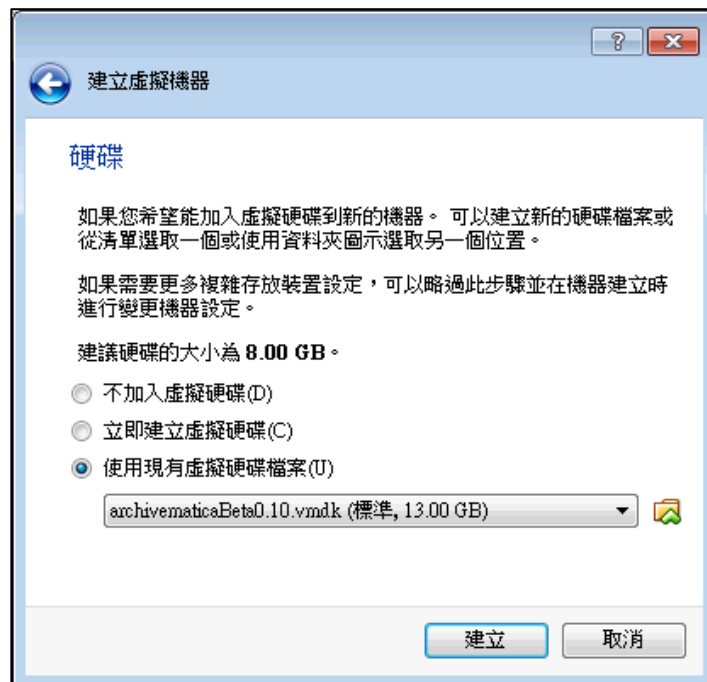 ?
建立虛擬機器
硬碟
如果您希望能加入虛擬硬碟到新的機器。 可以建立新的硬碟檔案或
從清單選取一個或使用資料夾圖示選取另一個位置。
如果需要更多複雜存放裝置設定，可以略過此步驟並在機器建立時
進行變更機器設定。
建議硬碟的大小為 8.00 GB。
不加入虛擬硬碟(D)
立即建立虛擬硬碟(C)
使用現有虛擬硬碟檔案(U)
archivematicaBeta0.10.vmdk (標準, 13.00 GB)
建立 取消